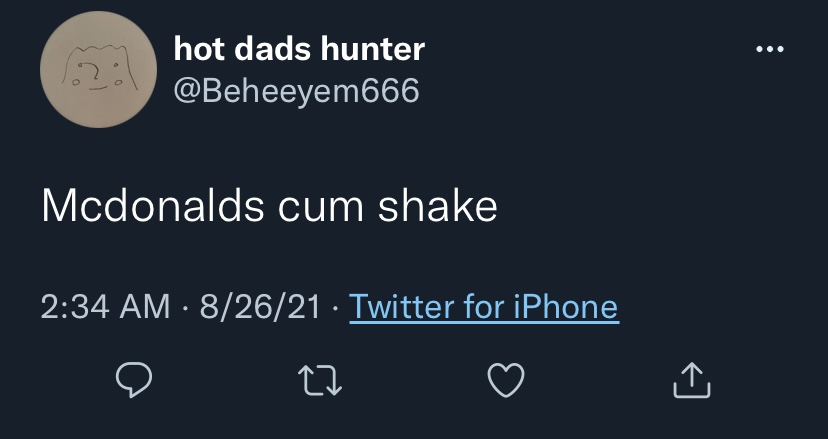 hot dads hunter
@Beheeyem666
Mcdonalds cum shake
2:34 AM · 8/26/21 · Twitter for iPhone